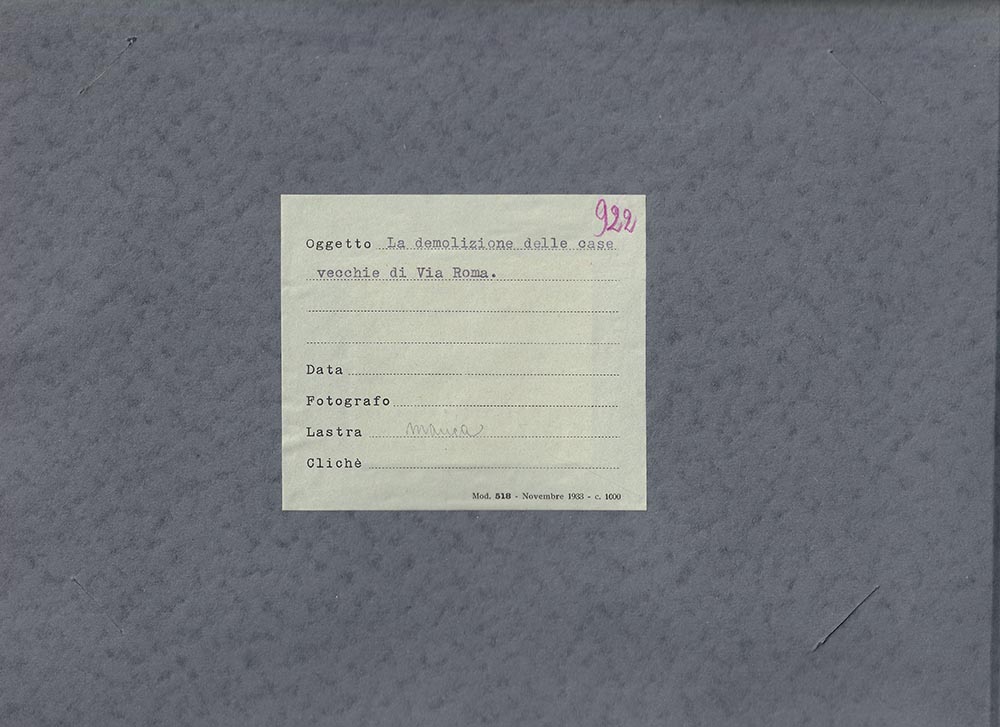 922
Oggetto La demolizione delle case
vecchie di Via Roma.
Data
Fotografo
Lastra manca
Clichè
Mod. 518 - Novembre 1933 - c. 1000